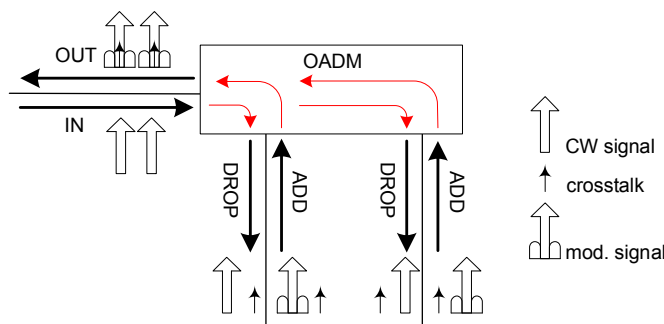 OUT
OADM
IN
DROP
ADD
DROP
ADD
CW signal
crosstalk
mod. signal